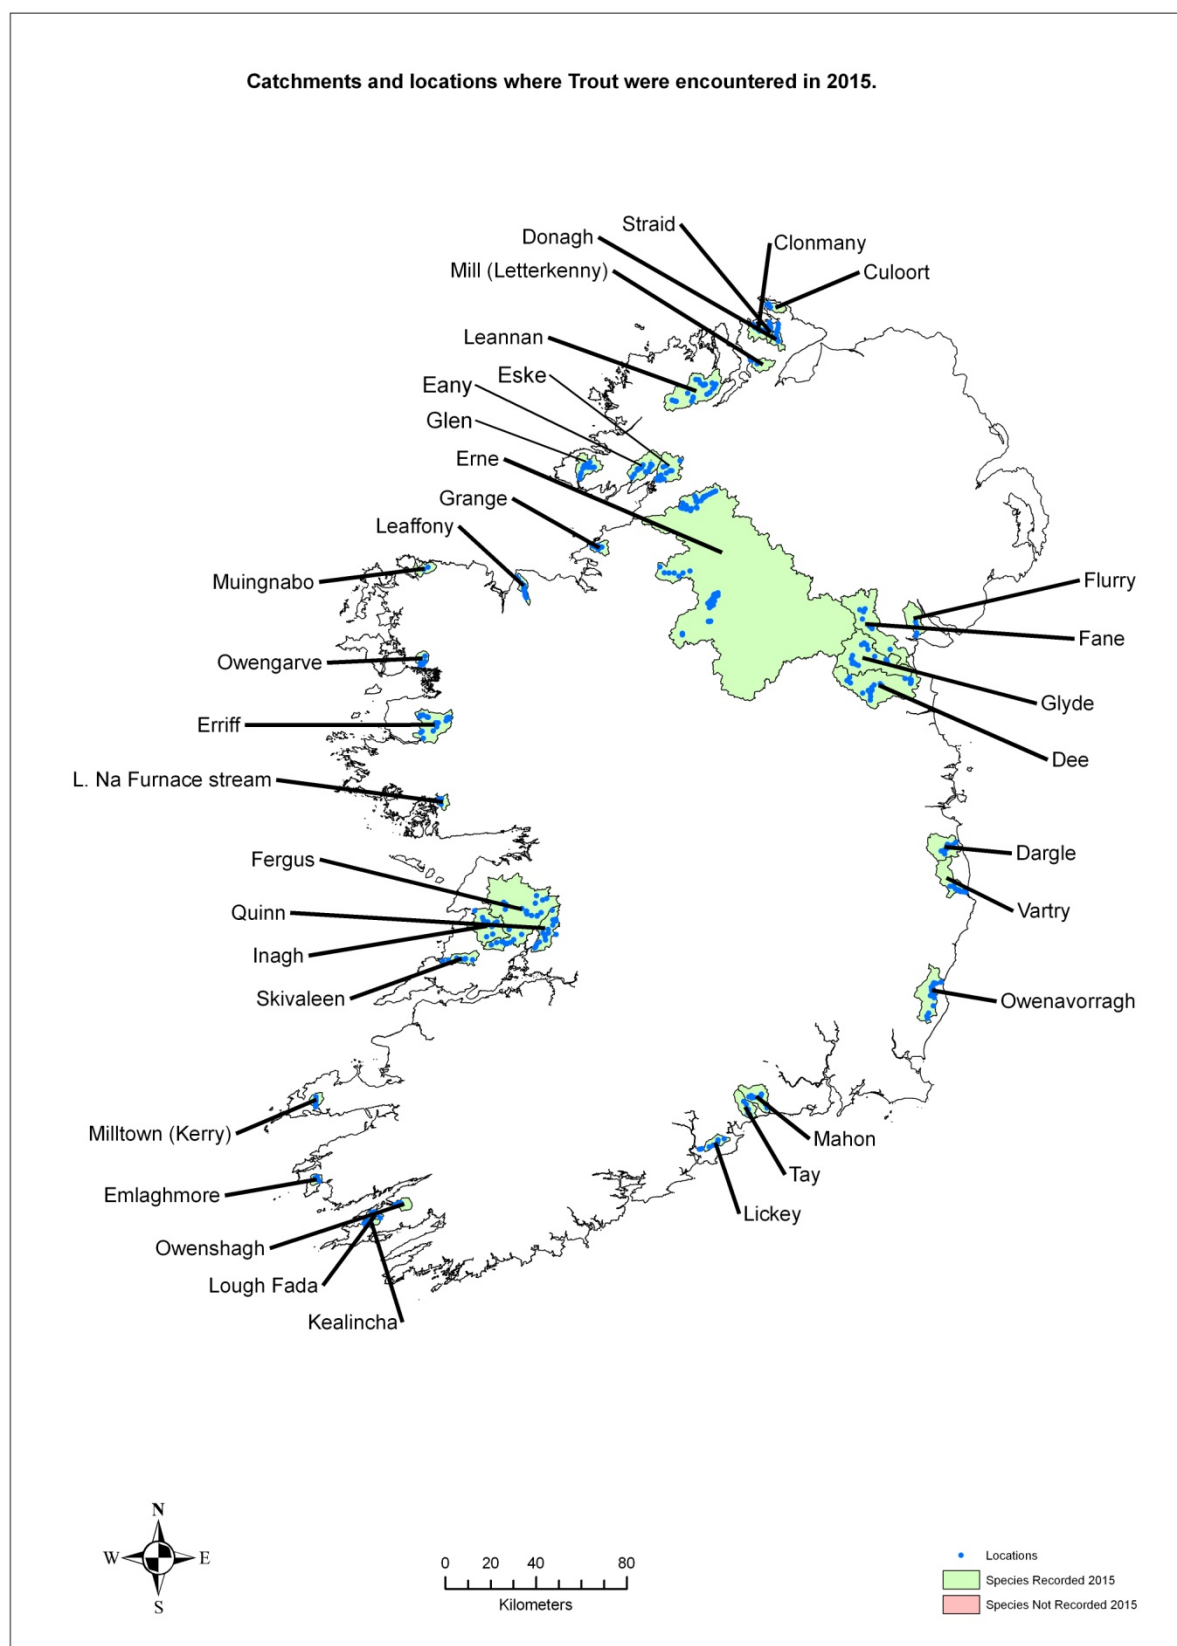 Catchments and locations where Trout were encountered in 2015.
Straid
Donagh
Clonmany
Mill (Letterkenny)
Culoort
Leannan
Eske
Eany
Glen
Erne
Grange
Leaffony
Muingnabo
Flurry
Fane
Owengarve
Glyde
Erriff
Dee
L. Na Furnace stream
Dargle
Fergus
Quinn
Vartry
Inagh
Skivaleen
Owenavorragh
Milltown (Kerry)
Mahon
Tay
Emlaghmore
Lickey
Owenshagh
Lough Fada
Kealincha
N
W E
S
0 20 40 80
Kilometers
Locations
Species Recorded 2015
Species Not Recorded 2015